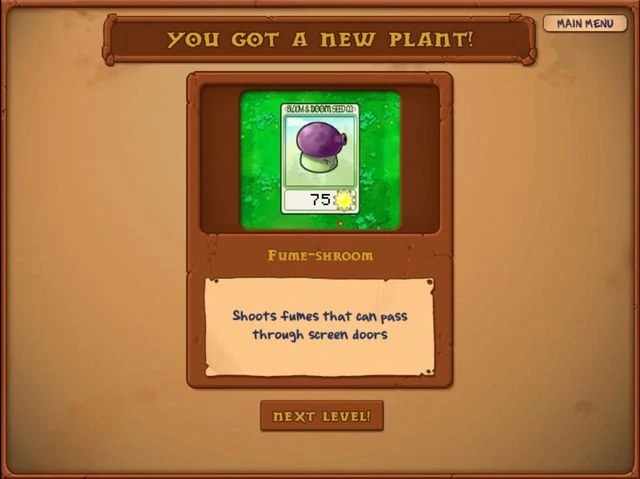 MAIN MENU
YOU GOT A NEW PLANT!
BLOOM & DOOM SEED CO.
75
FUME-SHROOM
Shoots fumes that can pass
through screen doors
NEXT LEVEL!